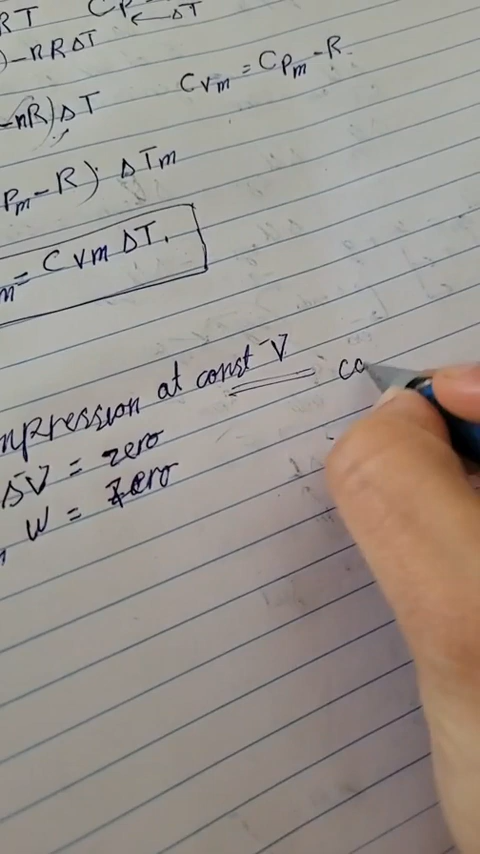 RT Cp
← ΔT
) - nRΔT
CVm = CPm - R
- nR) ΔT
Pm - R) ΔTm
m = CVm ΔT.
mpression at const V co
ΔV = zero
W = zero